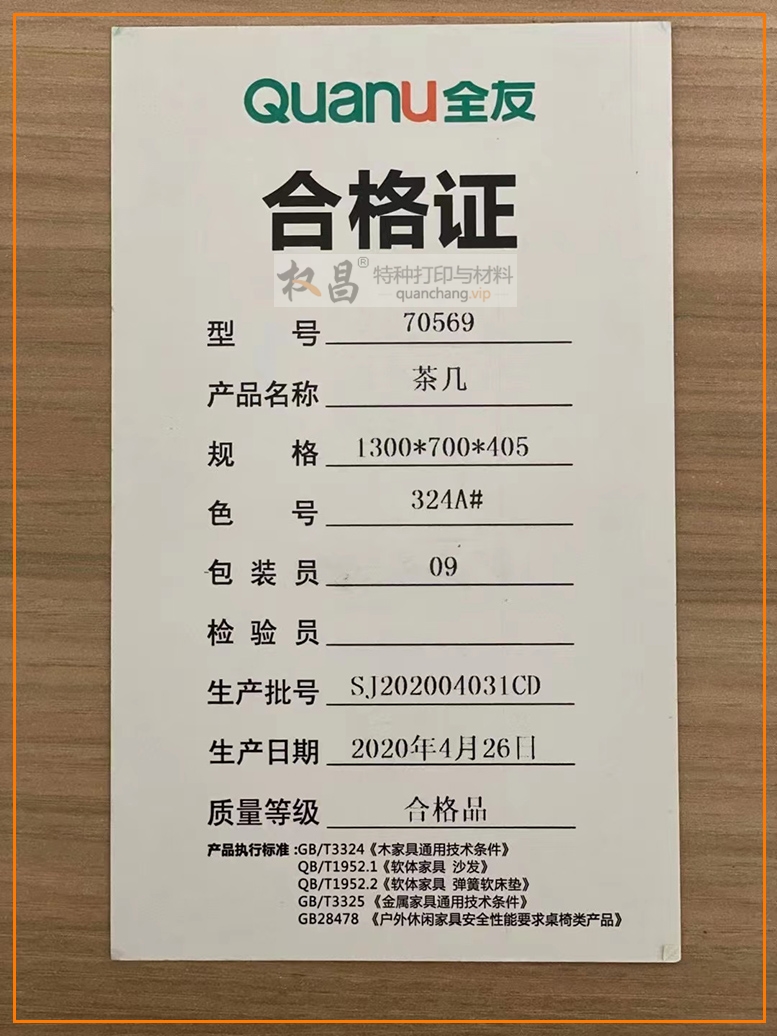 Quanu全友
合格证
权昌® 特种打印与材料
quanchang.vip
型 号 70569
产品名称 茶几
规 格 1300*700*405
色 号 324A#
包 装 员 09
检 验 员
生产批号 SJ202004031CD
生产日期 2020年4月26日
质量等级 合格品
产品执行标准:GB/T3324《木家具通用技术条件》
QB/T1952.1《软体家具 沙发》
QB/T1952.2《软体家具 弹簧软床垫》
GB/T3325 《金属家具通用技术条件》
GB28478 《户外休闲家具安全性能要求桌椅类产品》